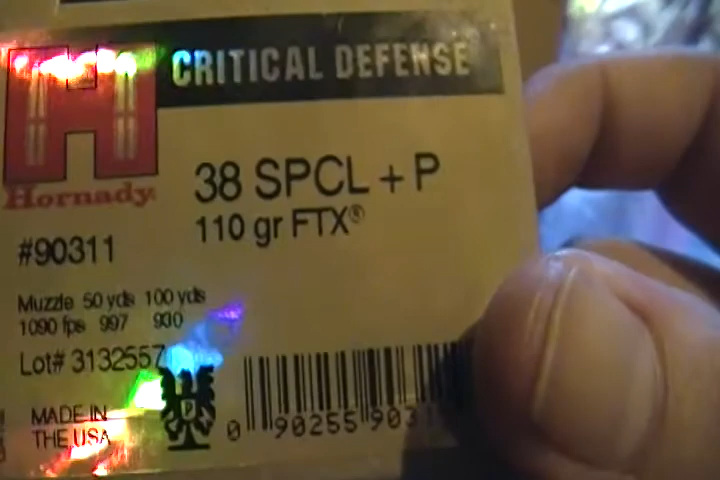 CRITICAL DEFENSE
H
Hornady
38 SPCL + P
110 gr FTX®
#90311
Muzzle 50 yds 100 yds
1090 fps 997 930
Lot# 3132557
MADE IN
THE USA
0 90255 903